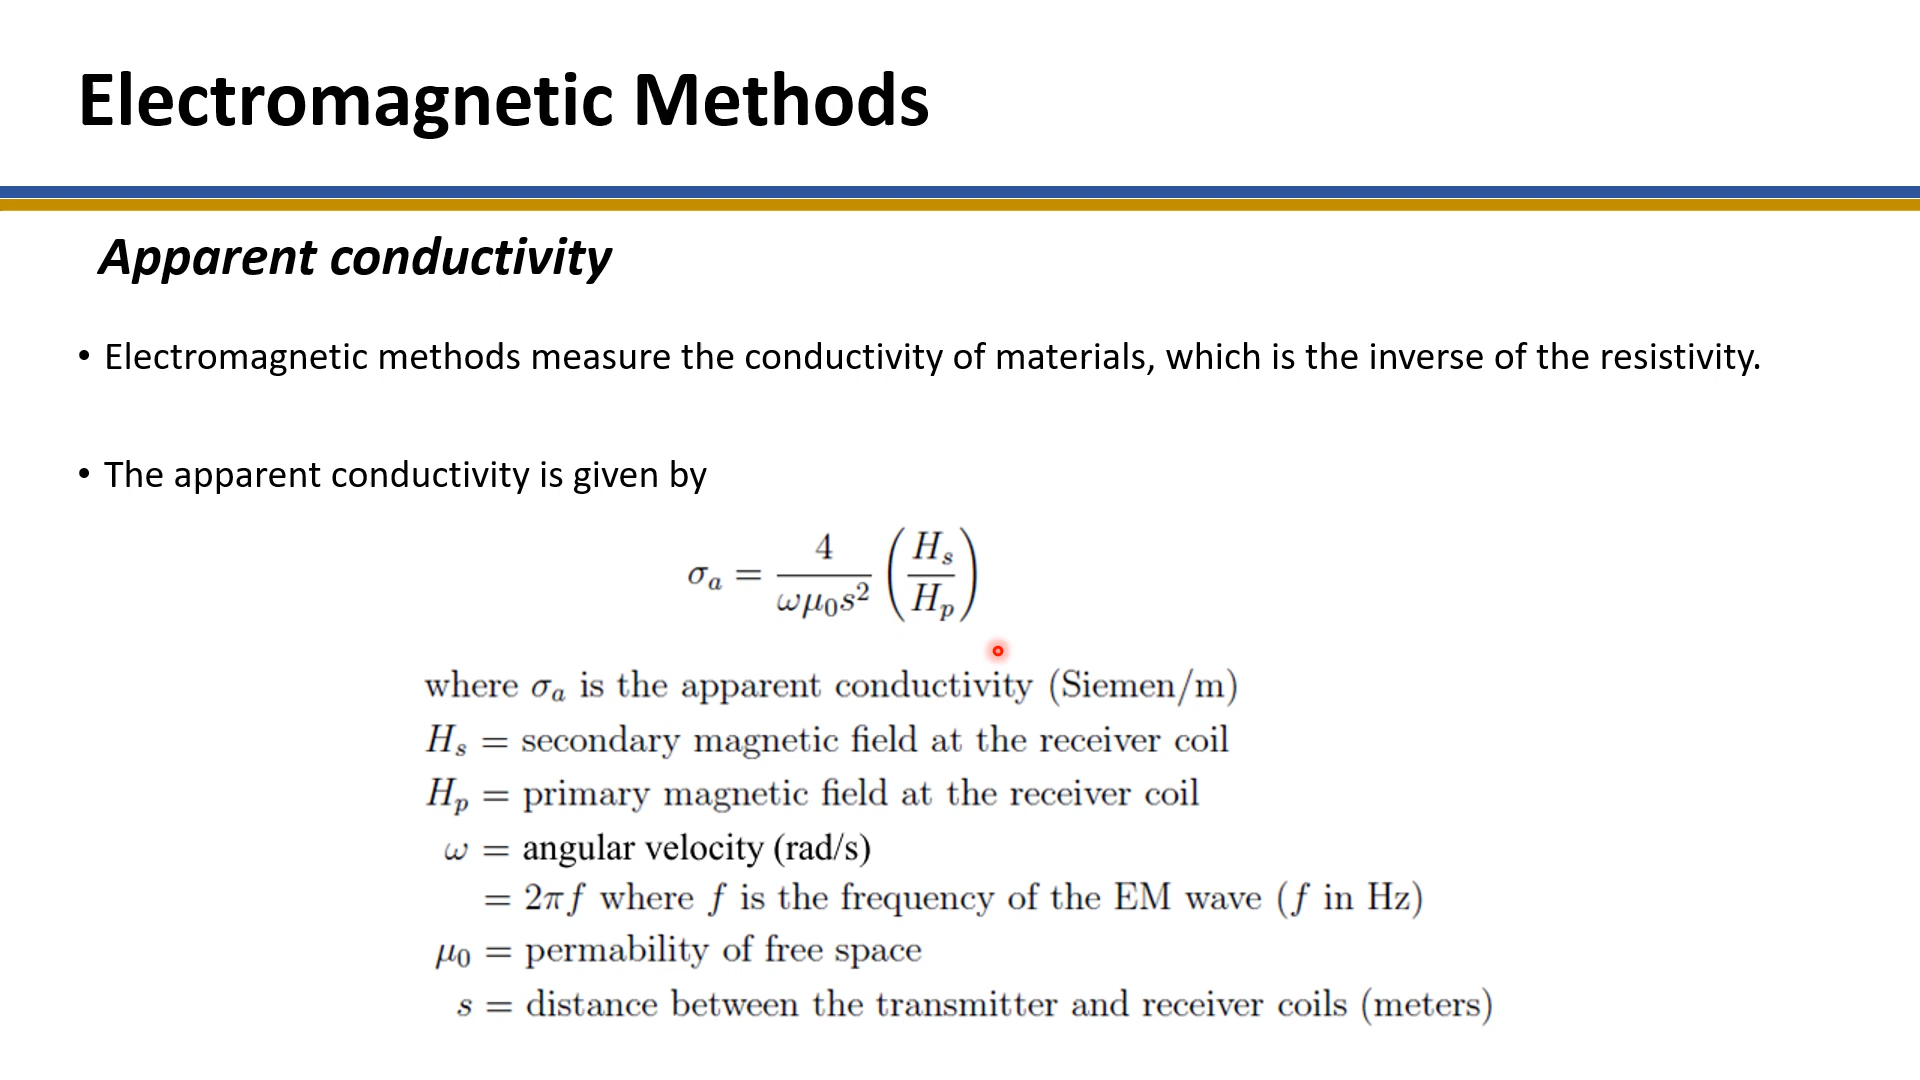 Electromagnetic Methods
Apparent conductivity
• Electromagnetic methods measure the conductivity of materials, which is the inverse of the resistivity.
• The apparent conductivity is given by
σₐ = 4/(ωμ₀s²) (Hₛ/Hₚ)
where σₐ is the apparent conductivity (Siemen/m)
Hₛ = secondary magnetic field at the receiver coil
Hₚ = primary magnetic field at the receiver coil
ω = angular velocity (rad/s)
= 2πf where f is the frequency of the EM wave (f in Hz)
μ₀ = permability of free space
s = distance between the transmitter and receiver coils (meters)